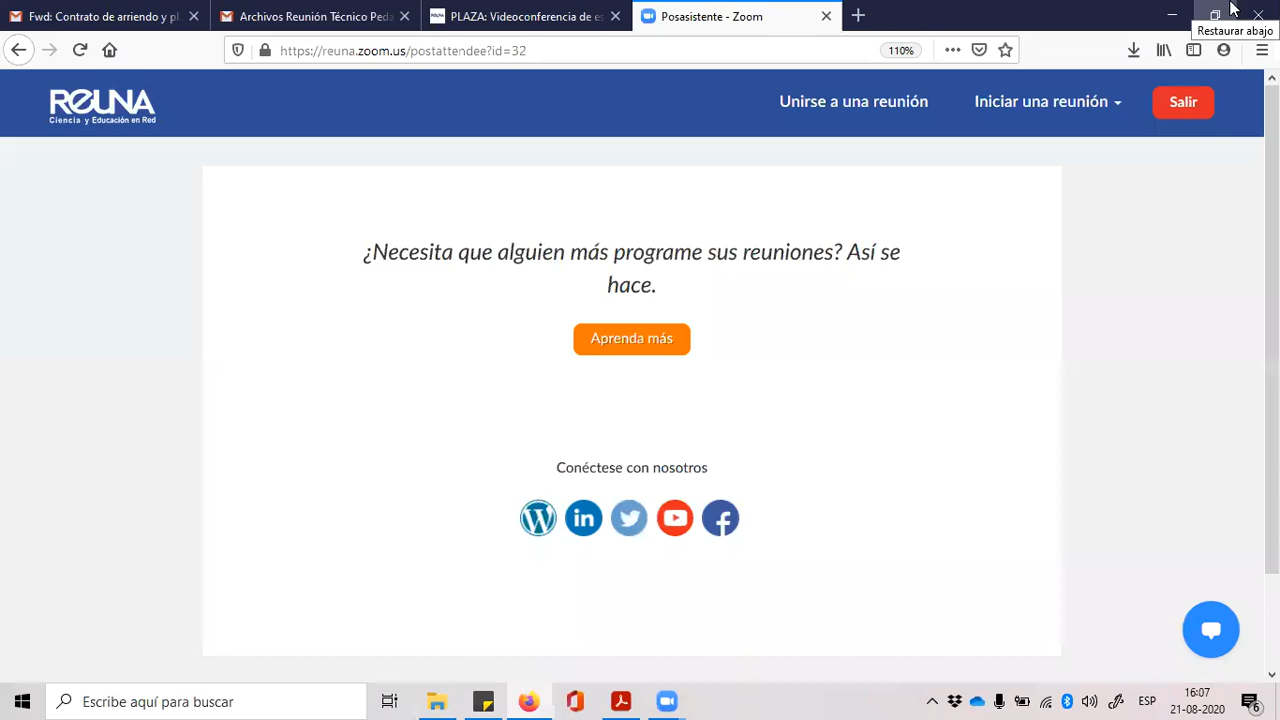 Fwd: Contrato de arriendo y pl
Archivos Reunión Técnico Peda
PLAZA: Videoconferencia de es
Posasistente - Zoom
Restaurar abajo
https://reuna.zoom.us/postattendee?id=32
110%
REUNA
Ciencia y Educación en Red
Unirse a una reunión
Iniciar una reunión
Salir
¿Necesita que alguien más programe sus reuniones? Así se
hace.
Aprenda más
Conéctese con nosotros
Escribe aquí para buscar
ESP
16:07
21-08-2020
6